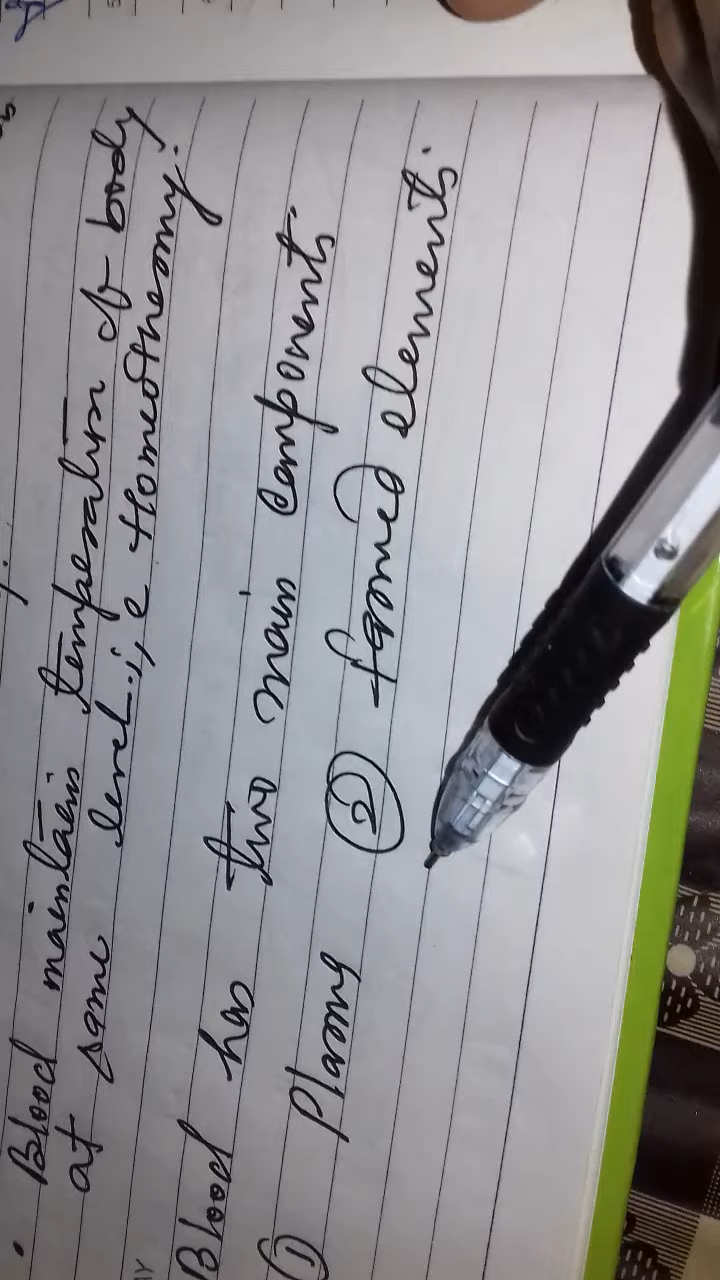 • Blood maintains temperature of body
at same level.i,e Homeothermy.
Blood has two main Components.
① Plasma ② formed elements.